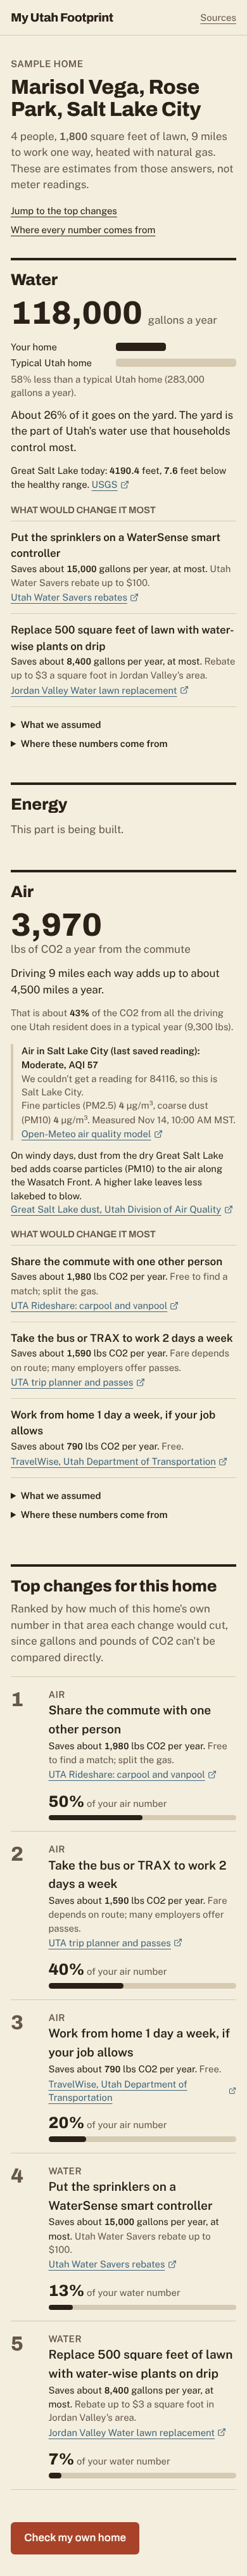 My Utah Footprint
Sources
SAMPLE HOME
Marisol Vega, Rose
Park, Salt Lake City
4 people, 1,800 square feet of lawn, 9 miles
to work one way, heated with natural gas.
These are estimates from those answers, not
meter readings.
Jump to the top changes
Where every number comes from
Water
118,000 gallons a year
Your home
Typical Utah home
58% less than a typical Utah home (283,000
gallons a year).
About 26% of it goes on the yard. The yard is
the part of Utah's water use that households
control most.
Great Salt Lake today: 4190.4 feet, 7.6 feet below
the healthy range. USGS
WHAT WOULD CHANGE IT MOST
Put the sprinklers on a WaterSense smart
controller
Saves about 15,000 gallons per year, at most. Utah
Water Savers rebate up to $100.
Utah Water Savers rebates
Replace 500 square feet of lawn with water-
wise plants on drip
Saves about 8,400 gallons per year, at most. Rebate
up to $3 a square foot in Jordan Valley's area.
Jordan Valley Water lawn replacement
What we assumed
Where these numbers come from
Energy
This part is being built.
Air
3,970
lbs of CO2 a year from the commute
Driving 9 miles each way adds up to about
4,500 miles a year.
That is about 43% of the CO2 from all the driving
one Utah resident does in a typical year (9,300 lbs).
Air in Salt Lake City (last saved reading):
Moderate, AQI 57
We couldn't get a reading for 84116, so this is
Salt Lake City.
Fine particles (PM2.5) 4 µg/m³, coarse dust
(PM10) 4 µg/m³. Measured Nov 14, 10:00 AM MST.
Open-Meteo air quality model
On windy days, dust from the dry Great Salt Lake
bed adds coarse particles (PM10) to the air along
the Wasatch Front. A higher lake leaves less
lakebed to blow.
Great Salt Lake dust, Utah Division of Air Quality
WHAT WOULD CHANGE IT MOST
Share the commute with one other person
Saves about 1,980 lbs CO2 per year. Free to find a
match; split the gas.
UTA Rideshare: carpool and vanpool
Take the bus or TRAX to work 2 days a week
Saves about 1,590 lbs CO2 per year. Fare depends
on route; many employers offer passes.
UTA trip planner and passes
Work from home 1 day a week, if your job
allows
Saves about 790 lbs CO2 per year. Free.
TravelWise, Utah Department of Transportation
What we assumed
Where these numbers come from
Top changes for this home
Ranked by how much of this home's own
number in that area each change would cut,
since gallons and pounds of CO2 can't be
compared directly.
1
AIR
Share the commute with one
other person
Saves about 1,980 lbs CO2 per year. Free
to find a match; split the gas.
UTA Rideshare: carpool and vanpool
50% of your air number
2
AIR
Take the bus or TRAX to work 2
days a week
Saves about 1,590 lbs CO2 per year. Fare
depends on route; many employers offer
passes.
UTA trip planner and passes
40% of your air number
3
AIR
Work from home 1 day a week, if
your job allows
Saves about 790 lbs CO2 per year. Free.
TravelWise, Utah Department of
Transportation
20% of your air number
4
WATER
Put the sprinklers on a
WaterSense smart controller
Saves about 15,000 gallons per year, at
most. Utah Water Savers rebate up to
$100.
Utah Water Savers rebates
13% of your water number
5
WATER
Replace 500 square feet of lawn
with water-wise plants on drip
Saves about 8,400 gallons per year, at
most. Rebate up to $3 a square foot in
Jordan Valley's area.
Jordan Valley Water lawn replacement
7% of your water number
Check my own home